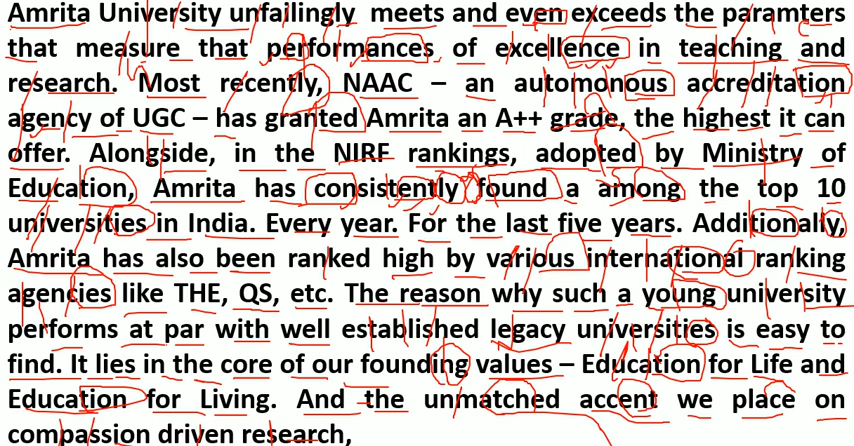 Amrita University unfailingly meets and even exceeds the paramters
that measure that performances of excellence in teaching and
research. Most recently, NAAC – an automonous accreditation
agency of UGC – has granted Amrita an A++ grade, the highest it can
offer. Alongside, in the NIRF rankings, adopted by Ministry of
Education, Amrita has consistently found a among the top 10
universities in India. Every year. For the last five years. Additionally,
Amrita has also been ranked high by various international ranking
agencies like THE, QS, etc. The reason why such a young university
performs at par with well established legacy universities is easy to
find. It lies in the core of our founding values – Education for Life and
Education for Living. And the unmatched accent we place on
compassion driven research,